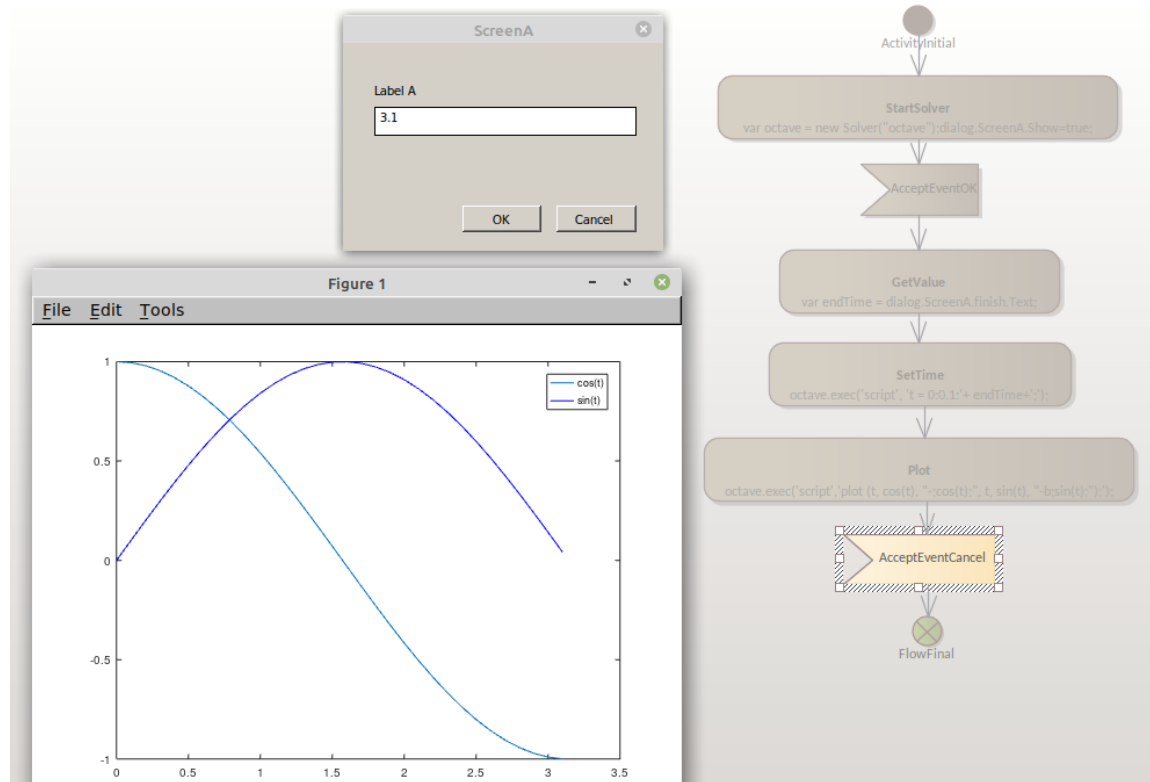 ScreenA
Label A
3.1
OK Cancel
Figure 1
File Edit Tools
1
0.5
0
-0.5
-1
cos(t)
sin(t)
0 0.5 1 1.5 2 2.5 3 3.5
ActivityInitial
StartSolver
var octave = new Solver("octave");dialog.ScreenA.Show=true;
AcceptEventOK
GetValue
var endTime = dialog.ScreenA.finish.Text;
SetTime
octave.exec('script', 't = 0:0.1:'+ endTime+';');
Plot
octave.exec('script','plot (t, cos(t), "-;cos(t);", t, sin(t), "-b;sin(t);");');
AcceptEventCancel
FlowFinal